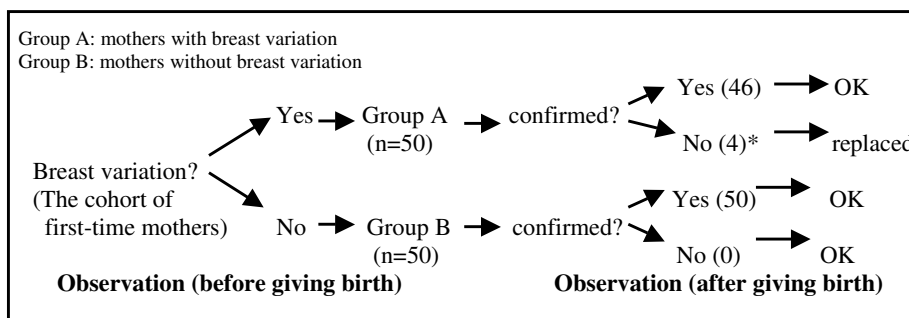 Group A: mothers with breast variation
Group B: mothers without breast variation
Yes (46) OK
Yes Group A confirmed?
(n=50)
No (4)* replaced
Breast variation?
(The cohort of
first-time mothers)
Yes (50) OK
No Group B confirmed?
(n=50)
No (0) OK
Observation (before giving birth) Observation (after giving birth)